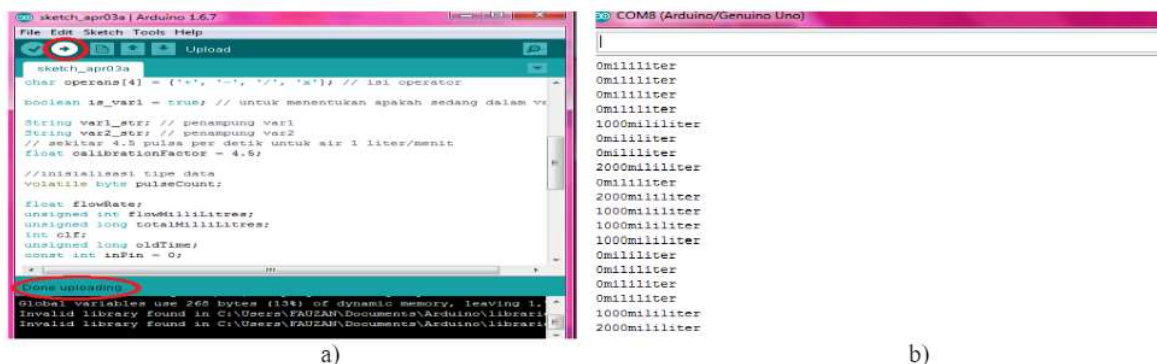 sketch_apr03a | Arduino 1.6.7
File Edit Sketch Tools Help
Upload
sketch_apr03a
char operans[4] = {'+', '-', '/', 'x'}; // isi operator
boolean is_var1 = true; // untuk menentukan apakah sedang dalam va
String var1_str; // penampung var1
String var2_str; // penampung var2
// sekitar 4.5 pulsa per detik untuk air 1 liter/menit
float calibrationFactor = 4.5;
//inisialisasi tipe data
volatile byte pulseCount;
float flowRate;
unsigned int flowMilliLitres;
unsigned long totalMilliLitres;
int clf;
unsigned long oldTime;
const int inPin = 0;
Done uploading
Global variables use 268 bytes (13%) of dynamic memory, leaving 1,
Invalid library found in C:\Users\FAUZAN\Documents\Arduino\librari
Invalid library found in C:\Users\FAUZAN\Documents\Arduino\librari
a)
COM8 (Arduino/Genuino Uno)
0mililiter
0mililiter
0mililiter
0mililiter
1000mililiter
0mililiter
0mililiter
2000mililiter
0mililiter
2000mililiter
1000mililiter
1000mililiter
1000mililiter
0mililiter
0mililiter
0mililiter
0mililiter
1000mililiter
2000mililiter
b)